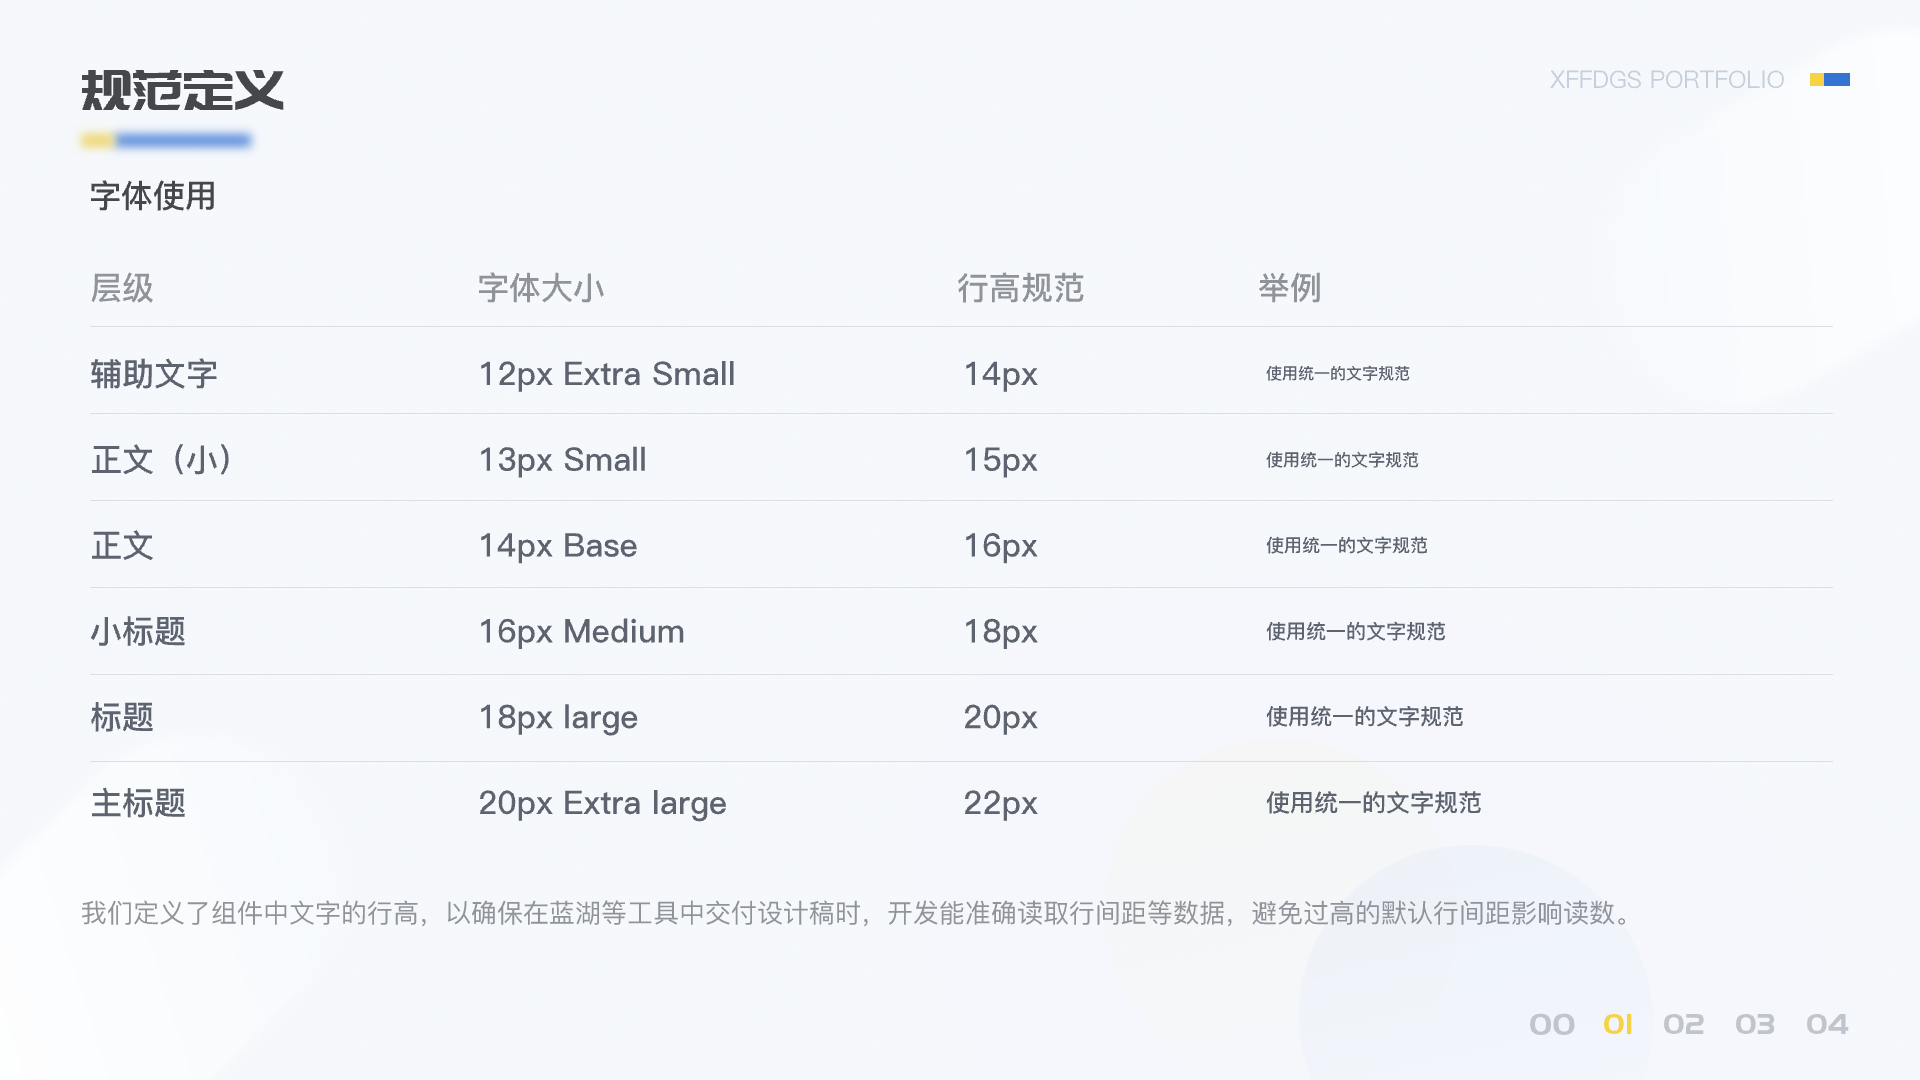 规范定义
XFFDGS PORTFOLIO
字体使用
层级 字体大小 行高规范 举例
辅助文字 12px Extra Small 14px 使用统一的文字规范
正文（小） 13px Small 15px 使用统一的文字规范
正文 14px Base 16px 使用统一的文字规范
小标题 16px Medium 18px 使用统一的文字规范
标题 18px large 20px 使用统一的文字规范
主标题 20px Extra large 22px 使用统一的文字规范
我们定义了组件中文字的行高，以确保在蓝湖等工具中交付设计稿时，开发能准确读取行间距等数据，避免过高的默认行间距影响读数。
00 01 02 03 04